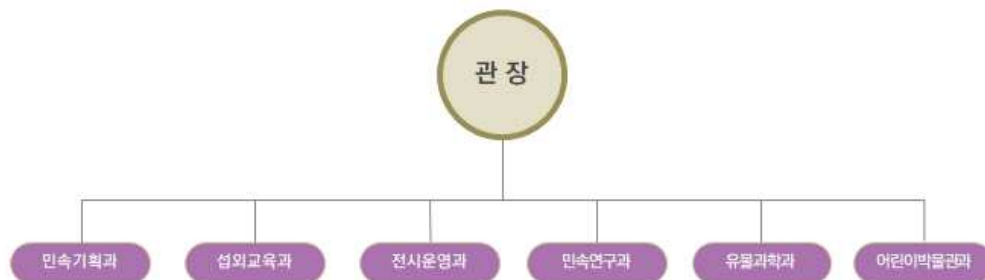 관 장
민속기획과
섭외교육과
전시운영과
민속연구과
유물과학과
어린이박물관과